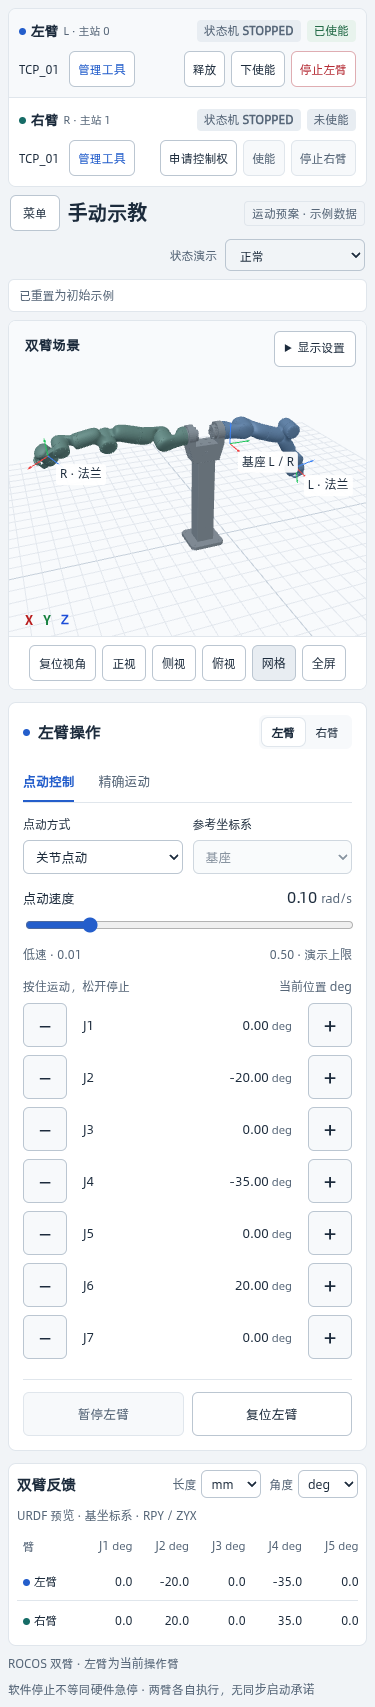 左臂 L · 主站 0 状态机 STOPPED 已使能
TCP_01 管理工具 释放 下使能 停止左臂
右臂 R · 主站 1 状态机 STOPPED 未使能
TCP_01 管理工具 申请控制权 使能 停止右臂
菜单 手动示教 运动预案 · 示例数据
状态演示 正常
已重置为初始示例
双臂场景 ▶ 显示设置
R · 法兰
基座 L / R
L · 法兰
X Y Z
复位视角 正视 侧视 俯视 网格 全屏
左臂操作 左臂 右臂
点动控制 精确运动
点动方式 参考坐标系
关节点动 基座
点动速度 0.10 rad/s
低速 · 0.01 0.50 · 演示上限
按住运动，松开停止 当前位置 deg
− J1 0.00 deg +
− J2 -20.00 deg +
− J3 0.00 deg +
− J4 -35.00 deg +
− J5 0.00 deg +
− J6 20.00 deg +
− J7 0.00 deg +
暂停左臂 复位左臂
双臂反馈 长度 mm 角度 deg
URDF 预览 · 基坐标系 · RPY / ZYX
臂 J1 deg J2 deg J3 deg J4 deg J5 deg
左臂 0.0 -20.0 0.0 -35.0 0.0
右臂 0.0 20.0 0.0 35.0 0.0
ROCOS 双臂 · 左臂为当前操作臂
软件停止不等同硬件急停 · 两臂各自执行，无同步启动承诺